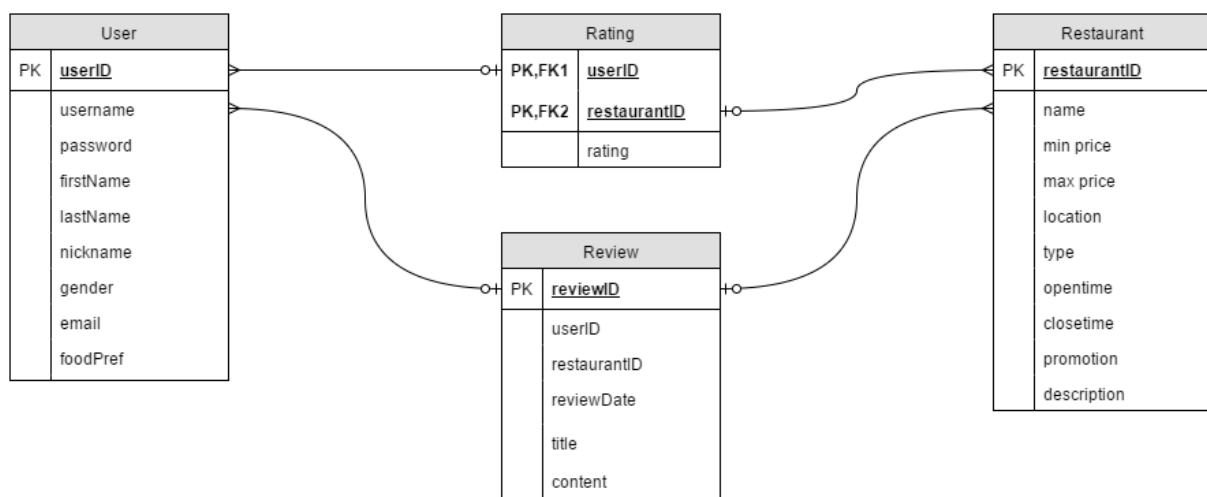 User
PK userID
username
password
firstName
lastName
nickname
gender
email
foodPref
Rating
PK,FK1 userID
PK,FK2 restaurantID
rating
Review
PK reviewID
userID
restaurantID
reviewDate
title
content
Restaurant
PK restaurantID
name
min price
max price
location
type
opentime
closetime
promotion
description